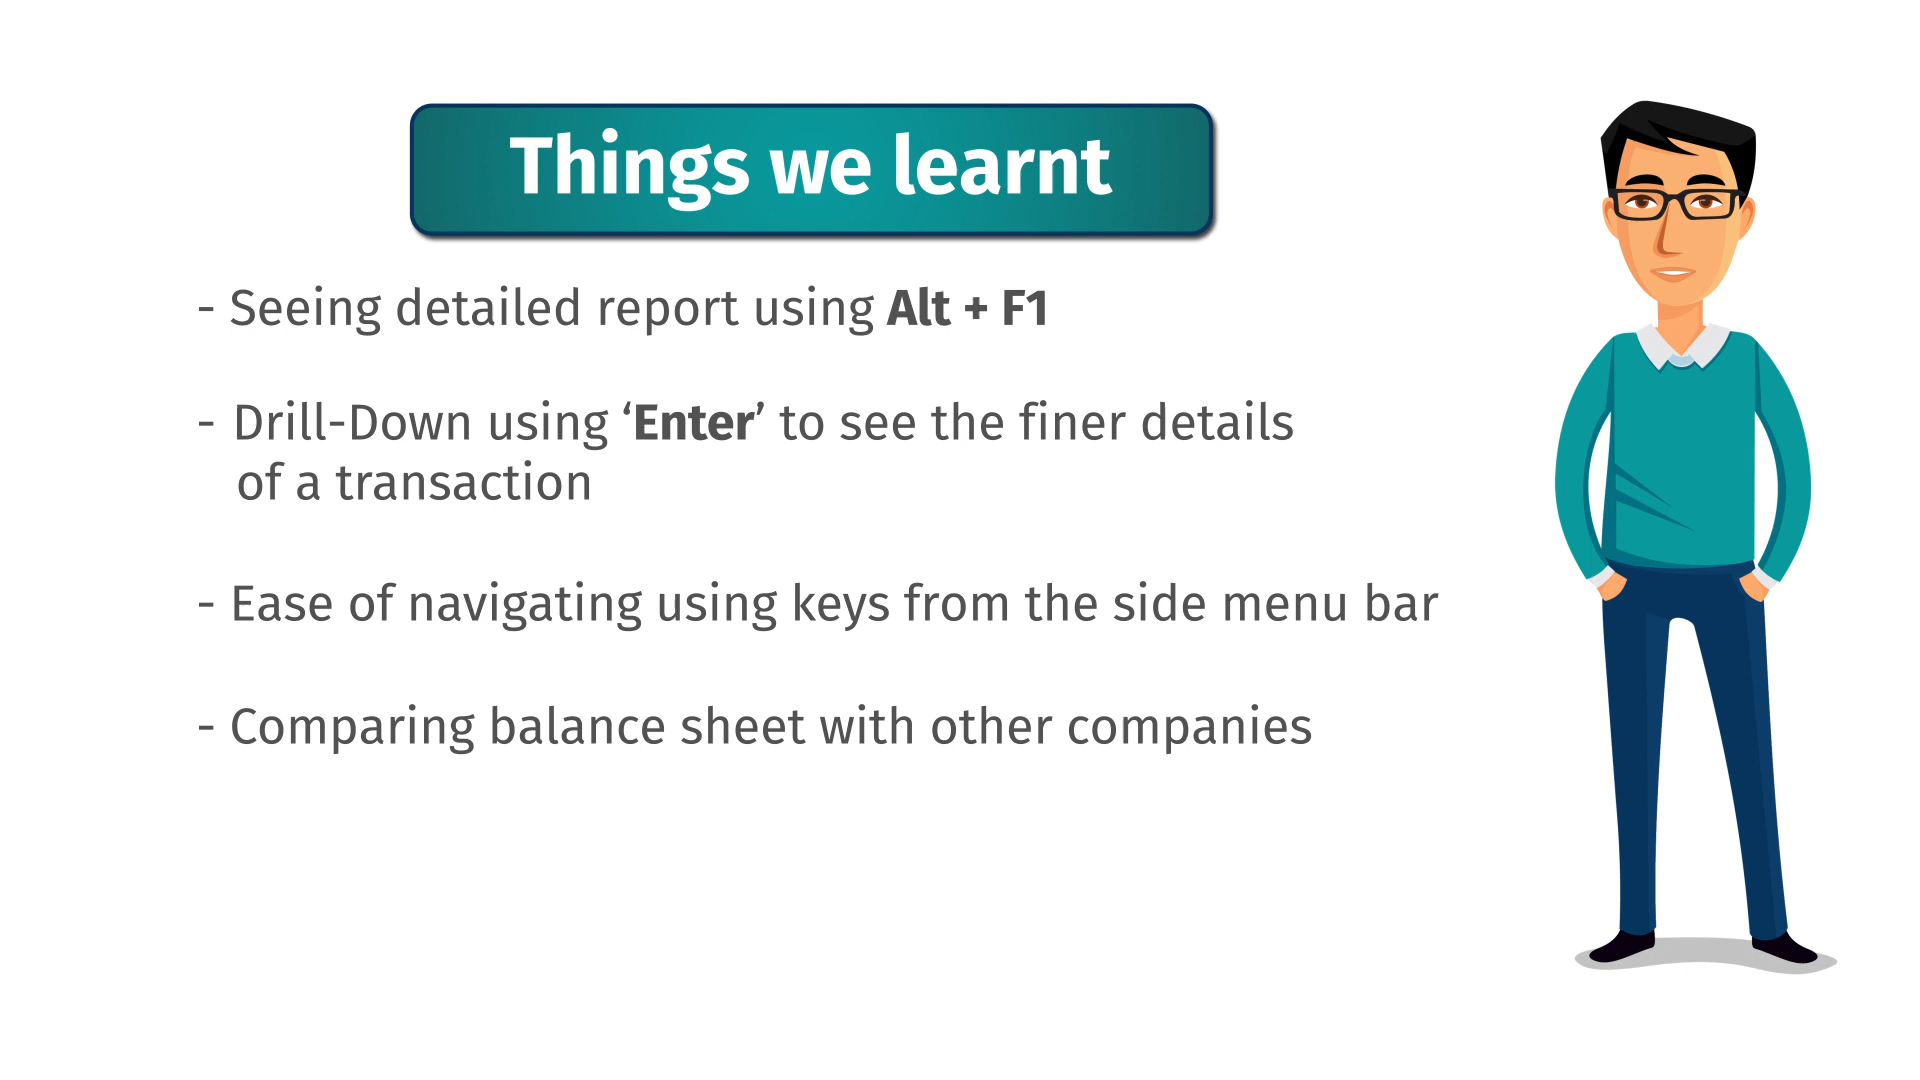 Things we learnt
- Seeing detailed report using Alt + F1
- Drill-Down using ‘Enter’ to see the finer details
of a transaction
- Ease of navigating using keys from the side menu bar
- Comparing balance sheet with other companies